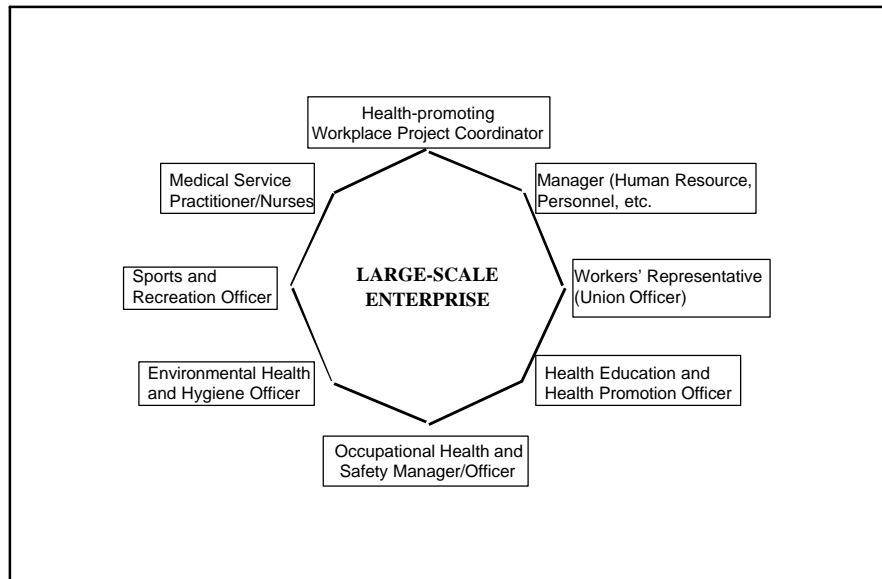 Health-promoting
Workplace Project Coordinator
Medical Service
Practitioner/Nurses
Manager (Human Resource,
Personnel, etc.
Sports and
Recreation Officer
LARGE-SCALE
ENTERPRISE
Workers' Representative
(Union Officer)
Environmental Health
and Hygiene Officer
Health Education and
Health Promotion Officer
Occupational Health and
Safety Manager/Officer